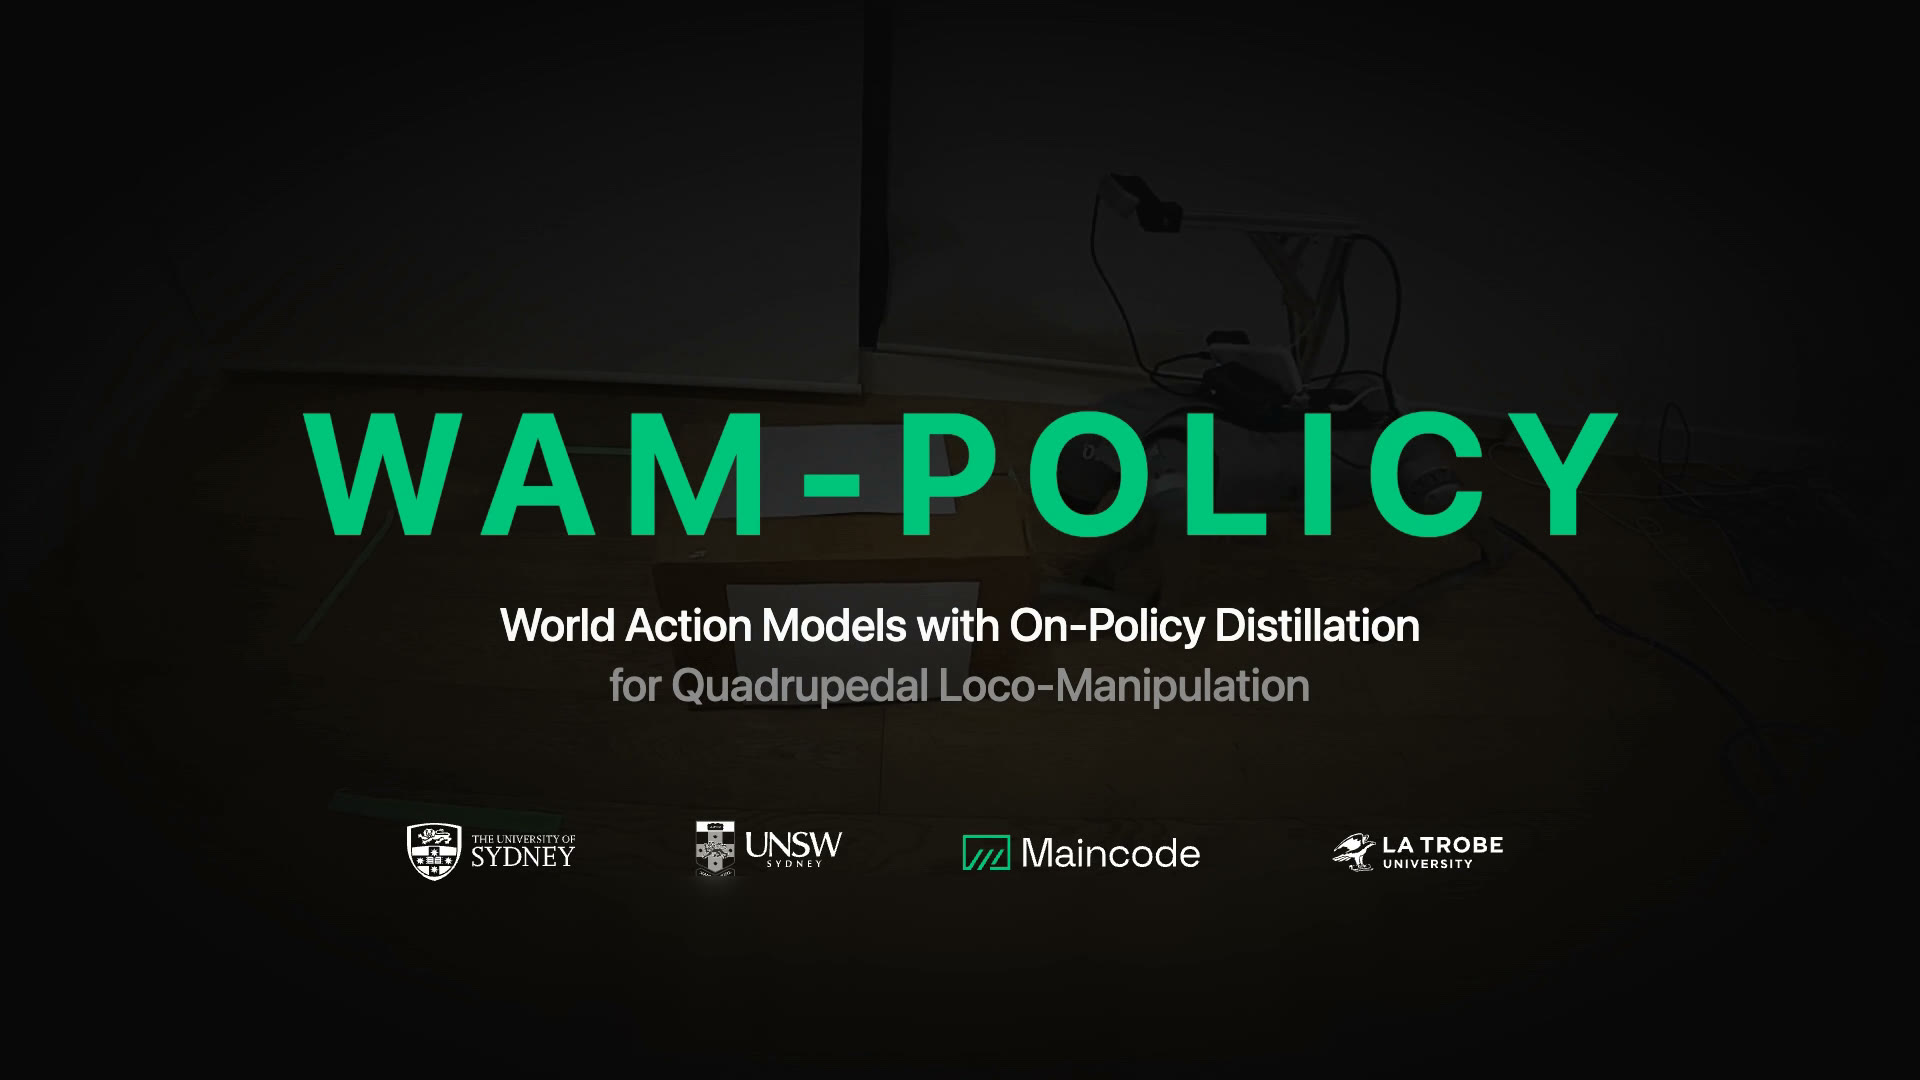 WAM-POLICY
World Action Models with On-Policy Distillation
for Quadrupedal Loco-Manipulation
THE UNIVERSITY OF
SYDNEY
UNSW
SYDNEY
Maincode
LA TROBE
UNIVERSITY